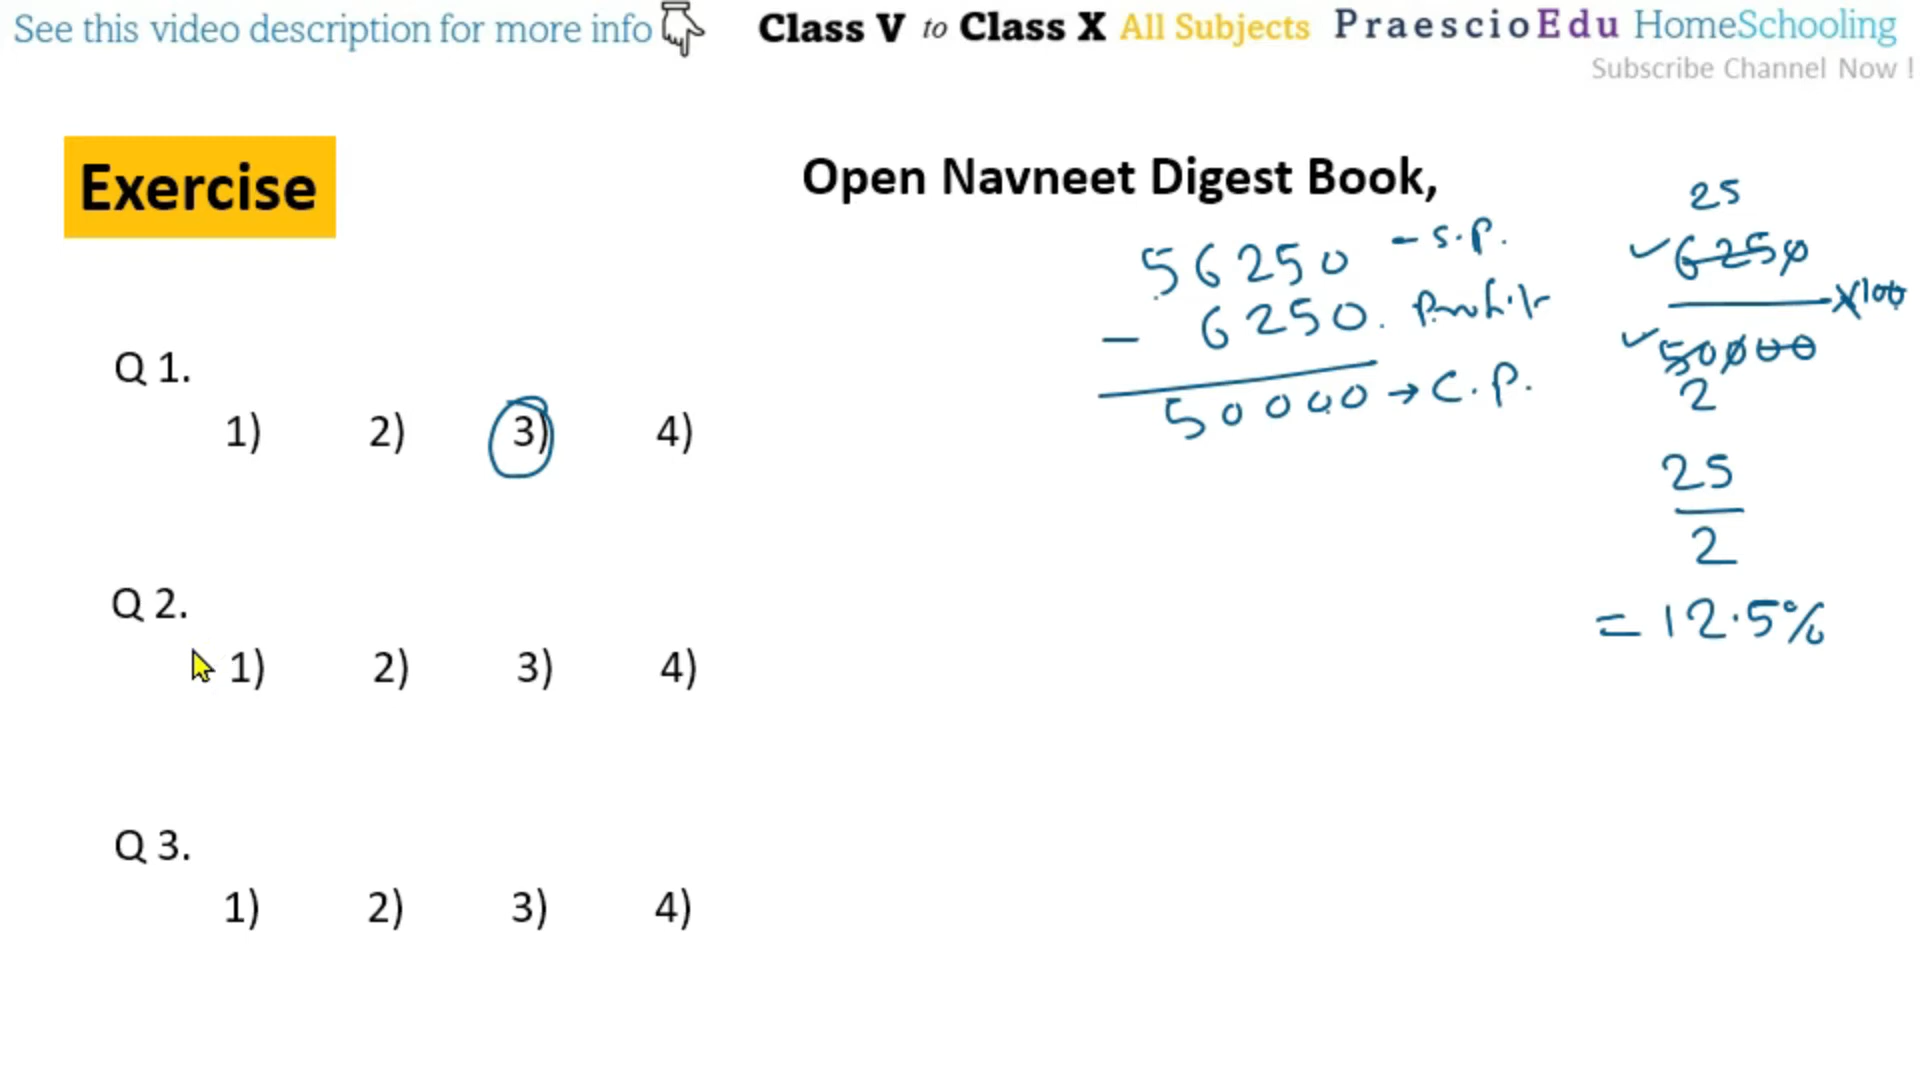 See this video description for more info
Class V to Class X All Subjects PraescioEdu HomeSchooling
Subscribe Channel Now !
Exercise
Open Navneet Digest Book,
56250 - S.P.
- 6250. Profit
50000 → C.P.
25
6250
50000
×100
2
25
2
= 12.5%
Q 1.
1) 2) 3) 4)
Q 2.
1) 2) 3) 4)
Q 3.
1) 2) 3) 4)